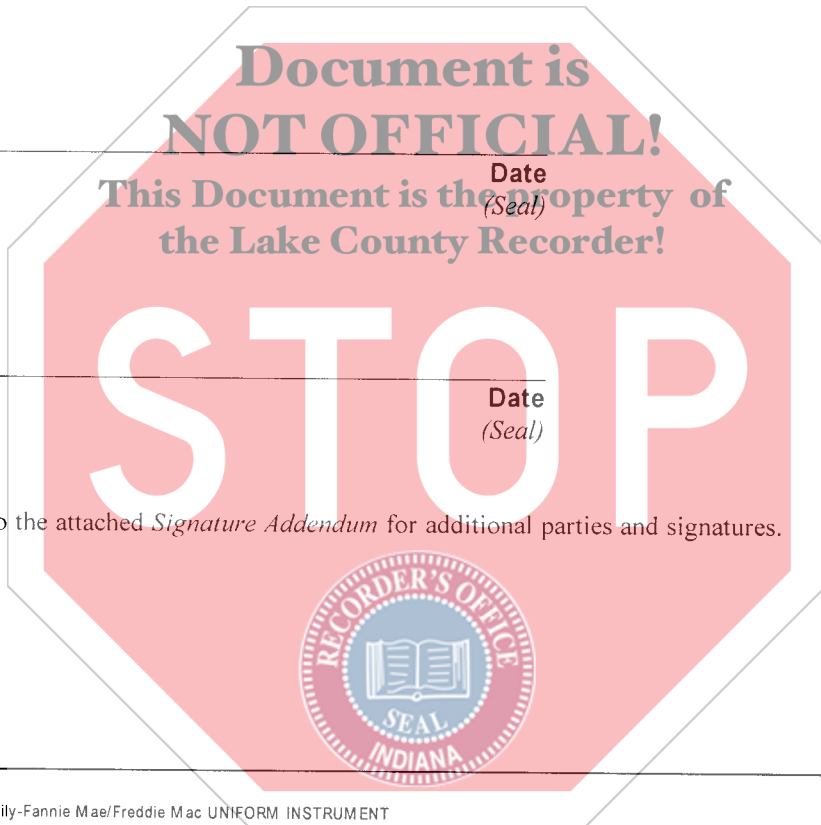 Document is
NOT OFFICIAL!
Date
This Document is the property of
(Seal)
the Lake County Recorder!
STOP
Date
(Seal)
the attached Signature Addendum for additional parties and signatures.
RECORDER'S OFFICE
SEAL
INDIANA
ily-Fannie Mae/Freddie Mac UNIFORM INSTRUMENT